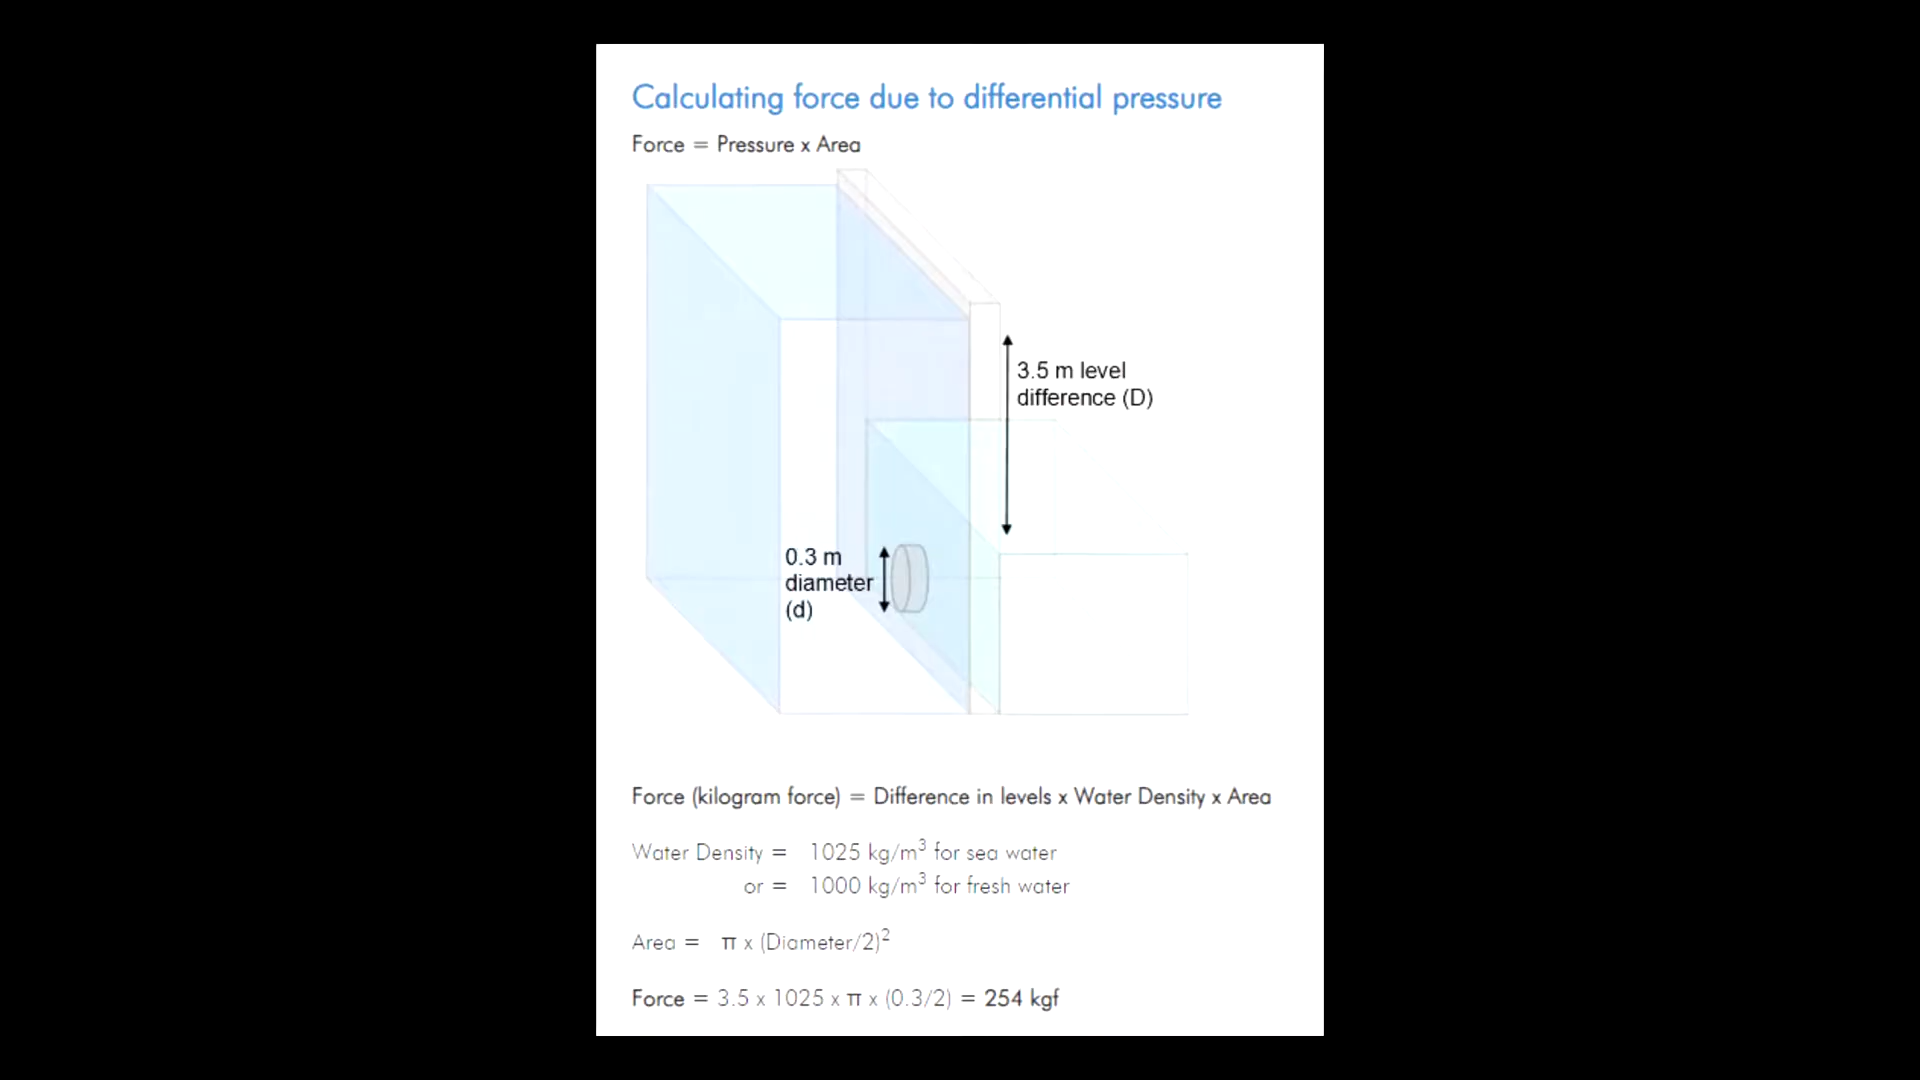 Calculating force due to differential pressure
Force = Pressure x Area
3.5 m level
difference (D)
0.3 m
diameter
(d)
Force (kilogram force) = Difference in levels x Water Density x Area
Water Density = 1025 kg/m³ for sea water
or = 1000 kg/m³ for fresh water
Area = π x (Diameter/2)²
Force = 3.5 x 1025 x π x (0.3/2) = 254 kgf